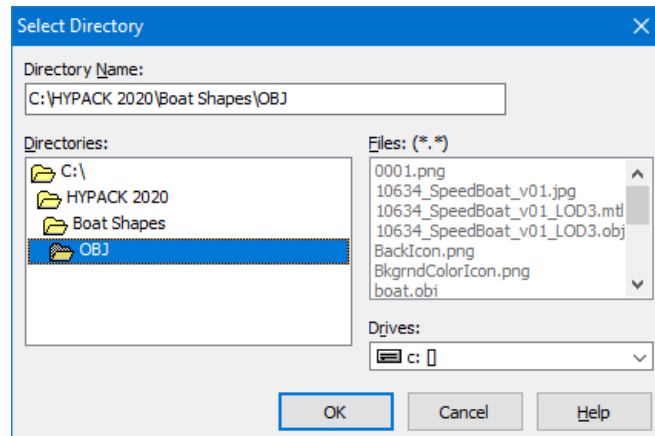 Select Directory
Directory Name:
C:\HYPACK 2020\Boat Shapes\OBJ
Directories:
C:\
HYPACK 2020
Boat Shapes
OBJ
Files: (*.*)
0001.png
10634_SpeedBoat_v01.jpg
10634_SpeedBoat_v01_LOD3.mtl
10634_SpeedBoat_v01_LOD3.obj
BackIcon.png
BkgrndColorIcon.png
boat.obj
Drives:
c: []
OK Cancel Help